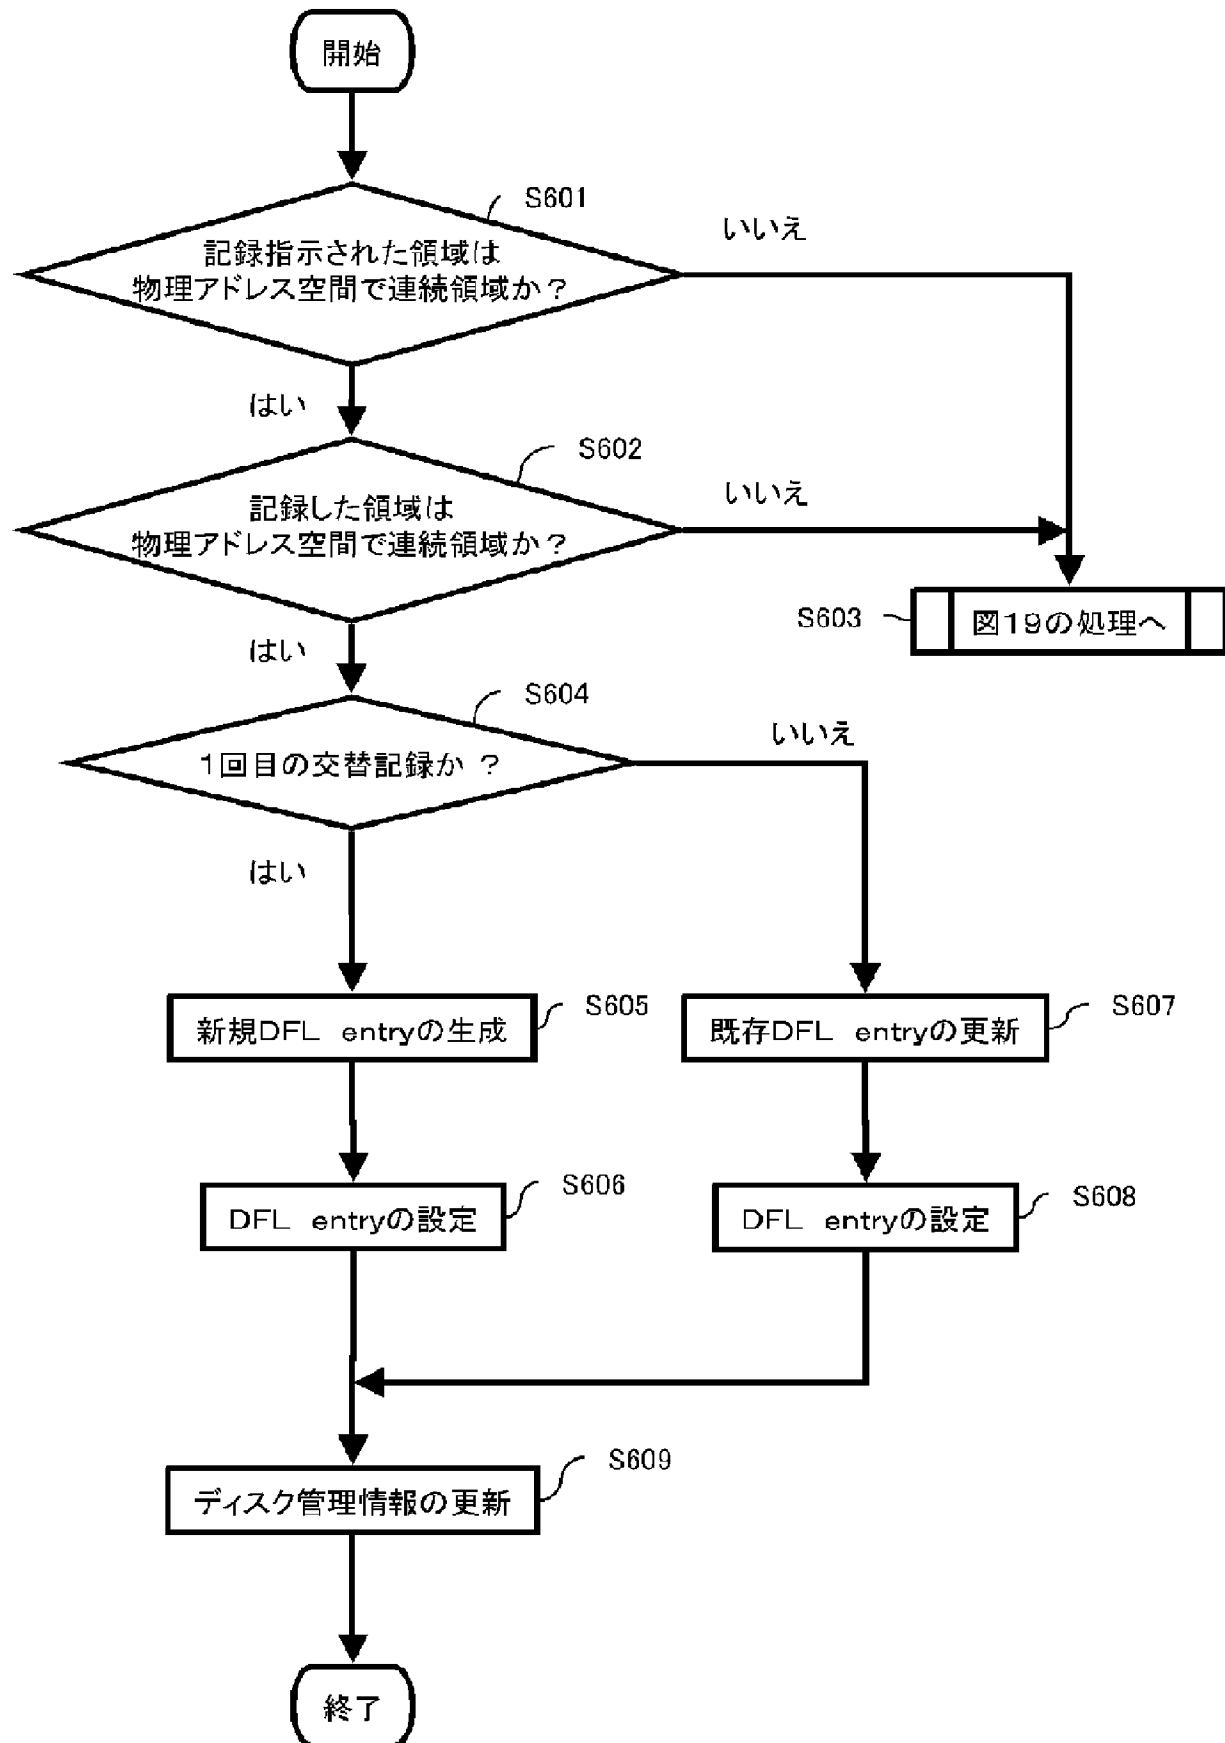 開始
S601
記録指示された領域は
物理アドレス空間で連続領域か？
いいえ
はい
S602
記録した領域は
物理アドレス空間で連続領域か？
いいえ
S603
図19の処理へ
はい
S604
1回目の交替記録か ？
いいえ
はい
S605
新規DFL entryの生成
S607
既存DFL entryの更新
S606
DFL entryの設定
S608
DFL entryの設定
S609
ディスク管理情報の更新
終了